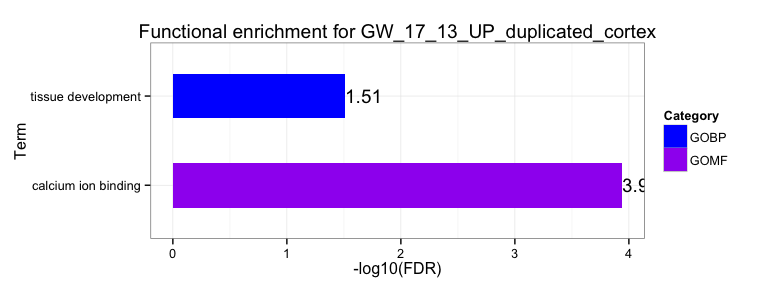 Functional enrichment for GW_17_13_UP_duplicated_cortex
tissue development
1.51
Term
calcium ion binding
3.9
0 1 2 3 4
-log10(FDR)
Category
GOBP
GOMF